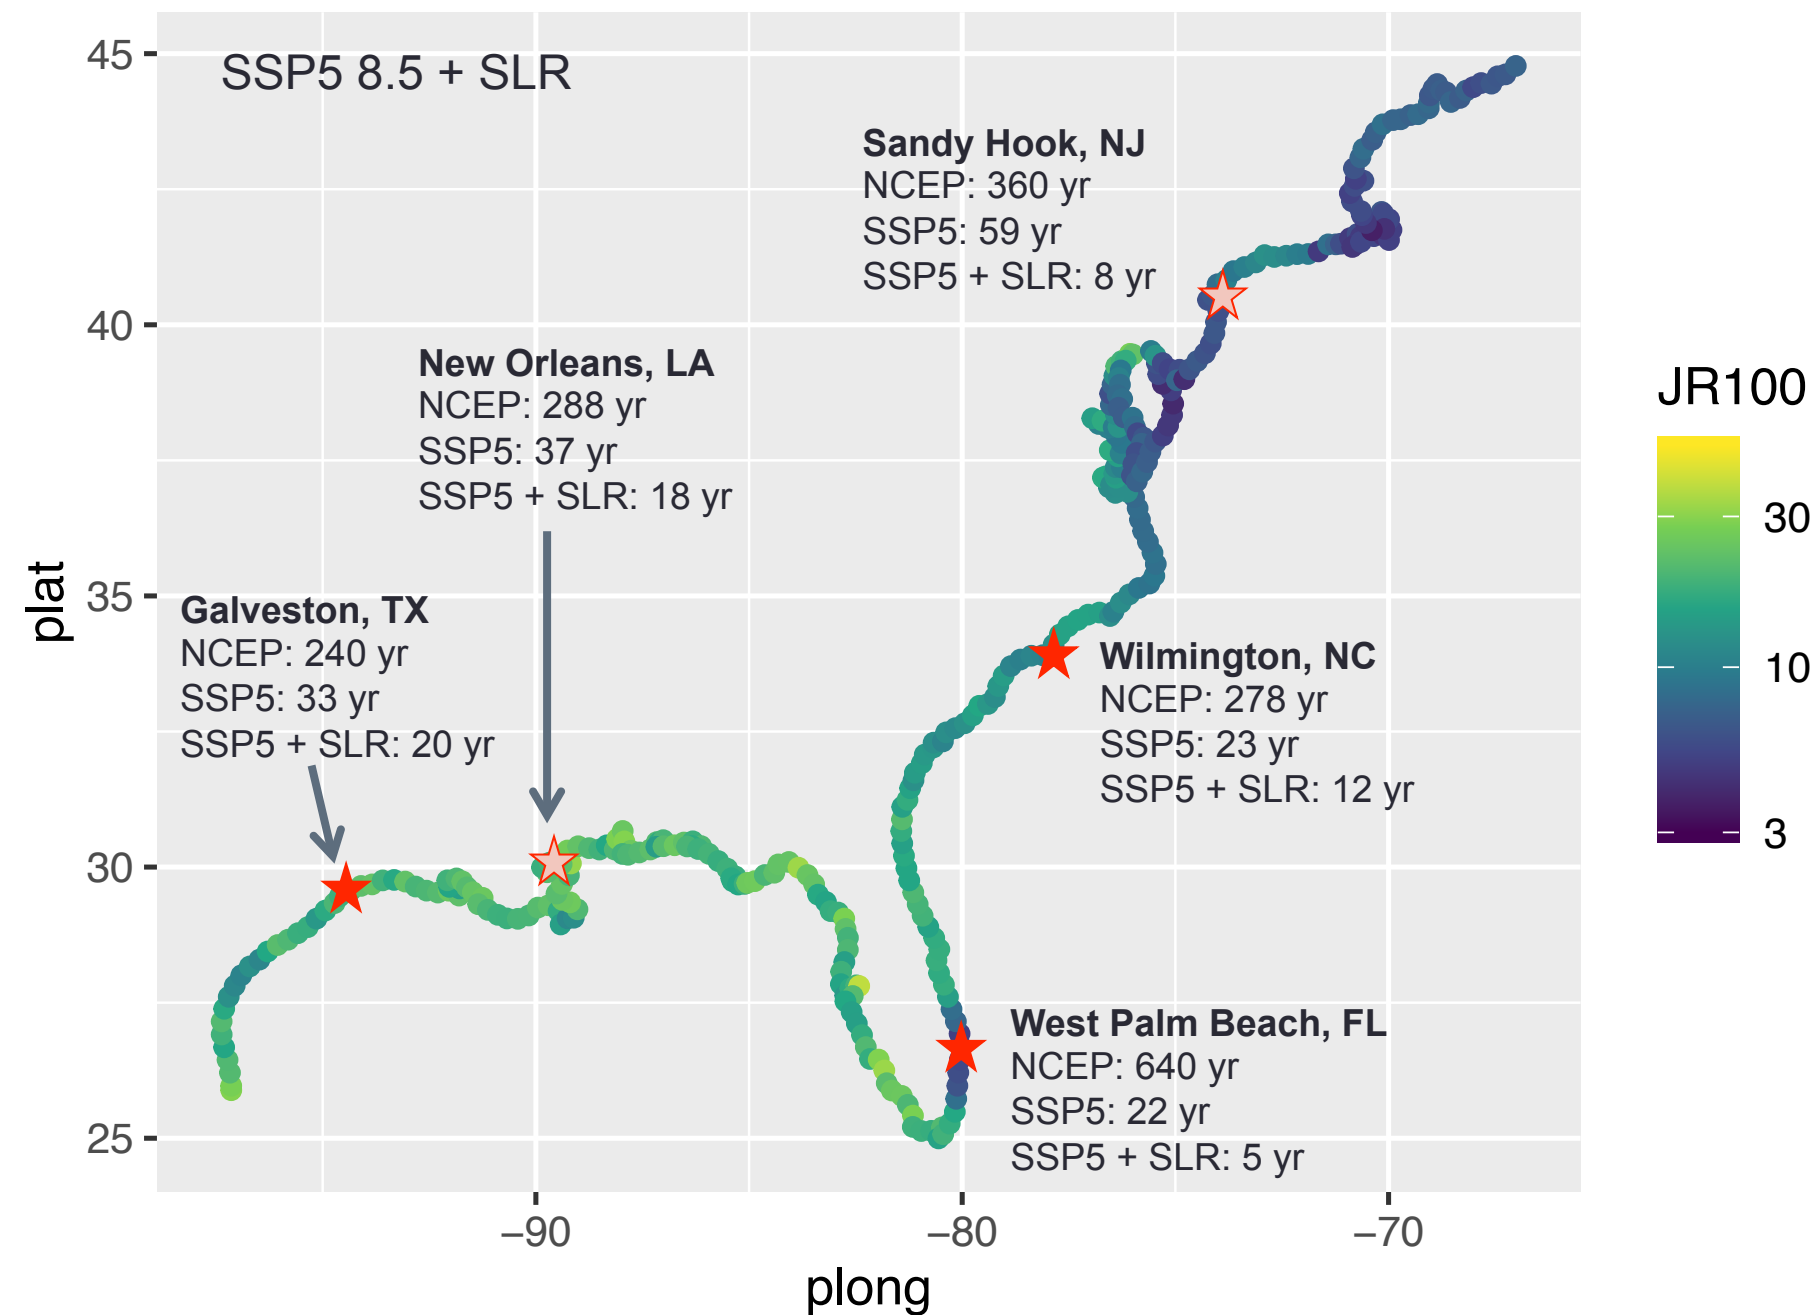 SSP5 8.5 + SLR
Sandy Hook, NJ
NCEP: 360 yr
SSP5: 59 yr
SSP5 + SLR: 8 yr
New Orleans, LA
NCEP: 288 yr
SSP5: 37 yr
SSP5 + SLR: 18 yr
Galveston, TX
NCEP: 240 yr
SSP5: 33 yr
SSP5 + SLR: 20 yr
Wilmington, NC
NCEP: 278 yr
SSP5: 23 yr
SSP5 + SLR: 12 yr
West Palm Beach, FL
NCEP: 640 yr
SSP5: 22 yr
SSP5 + SLR: 5 yr
45
40
35
30
25
plat
−90
−80
−70
plong
JR100
30
10
3